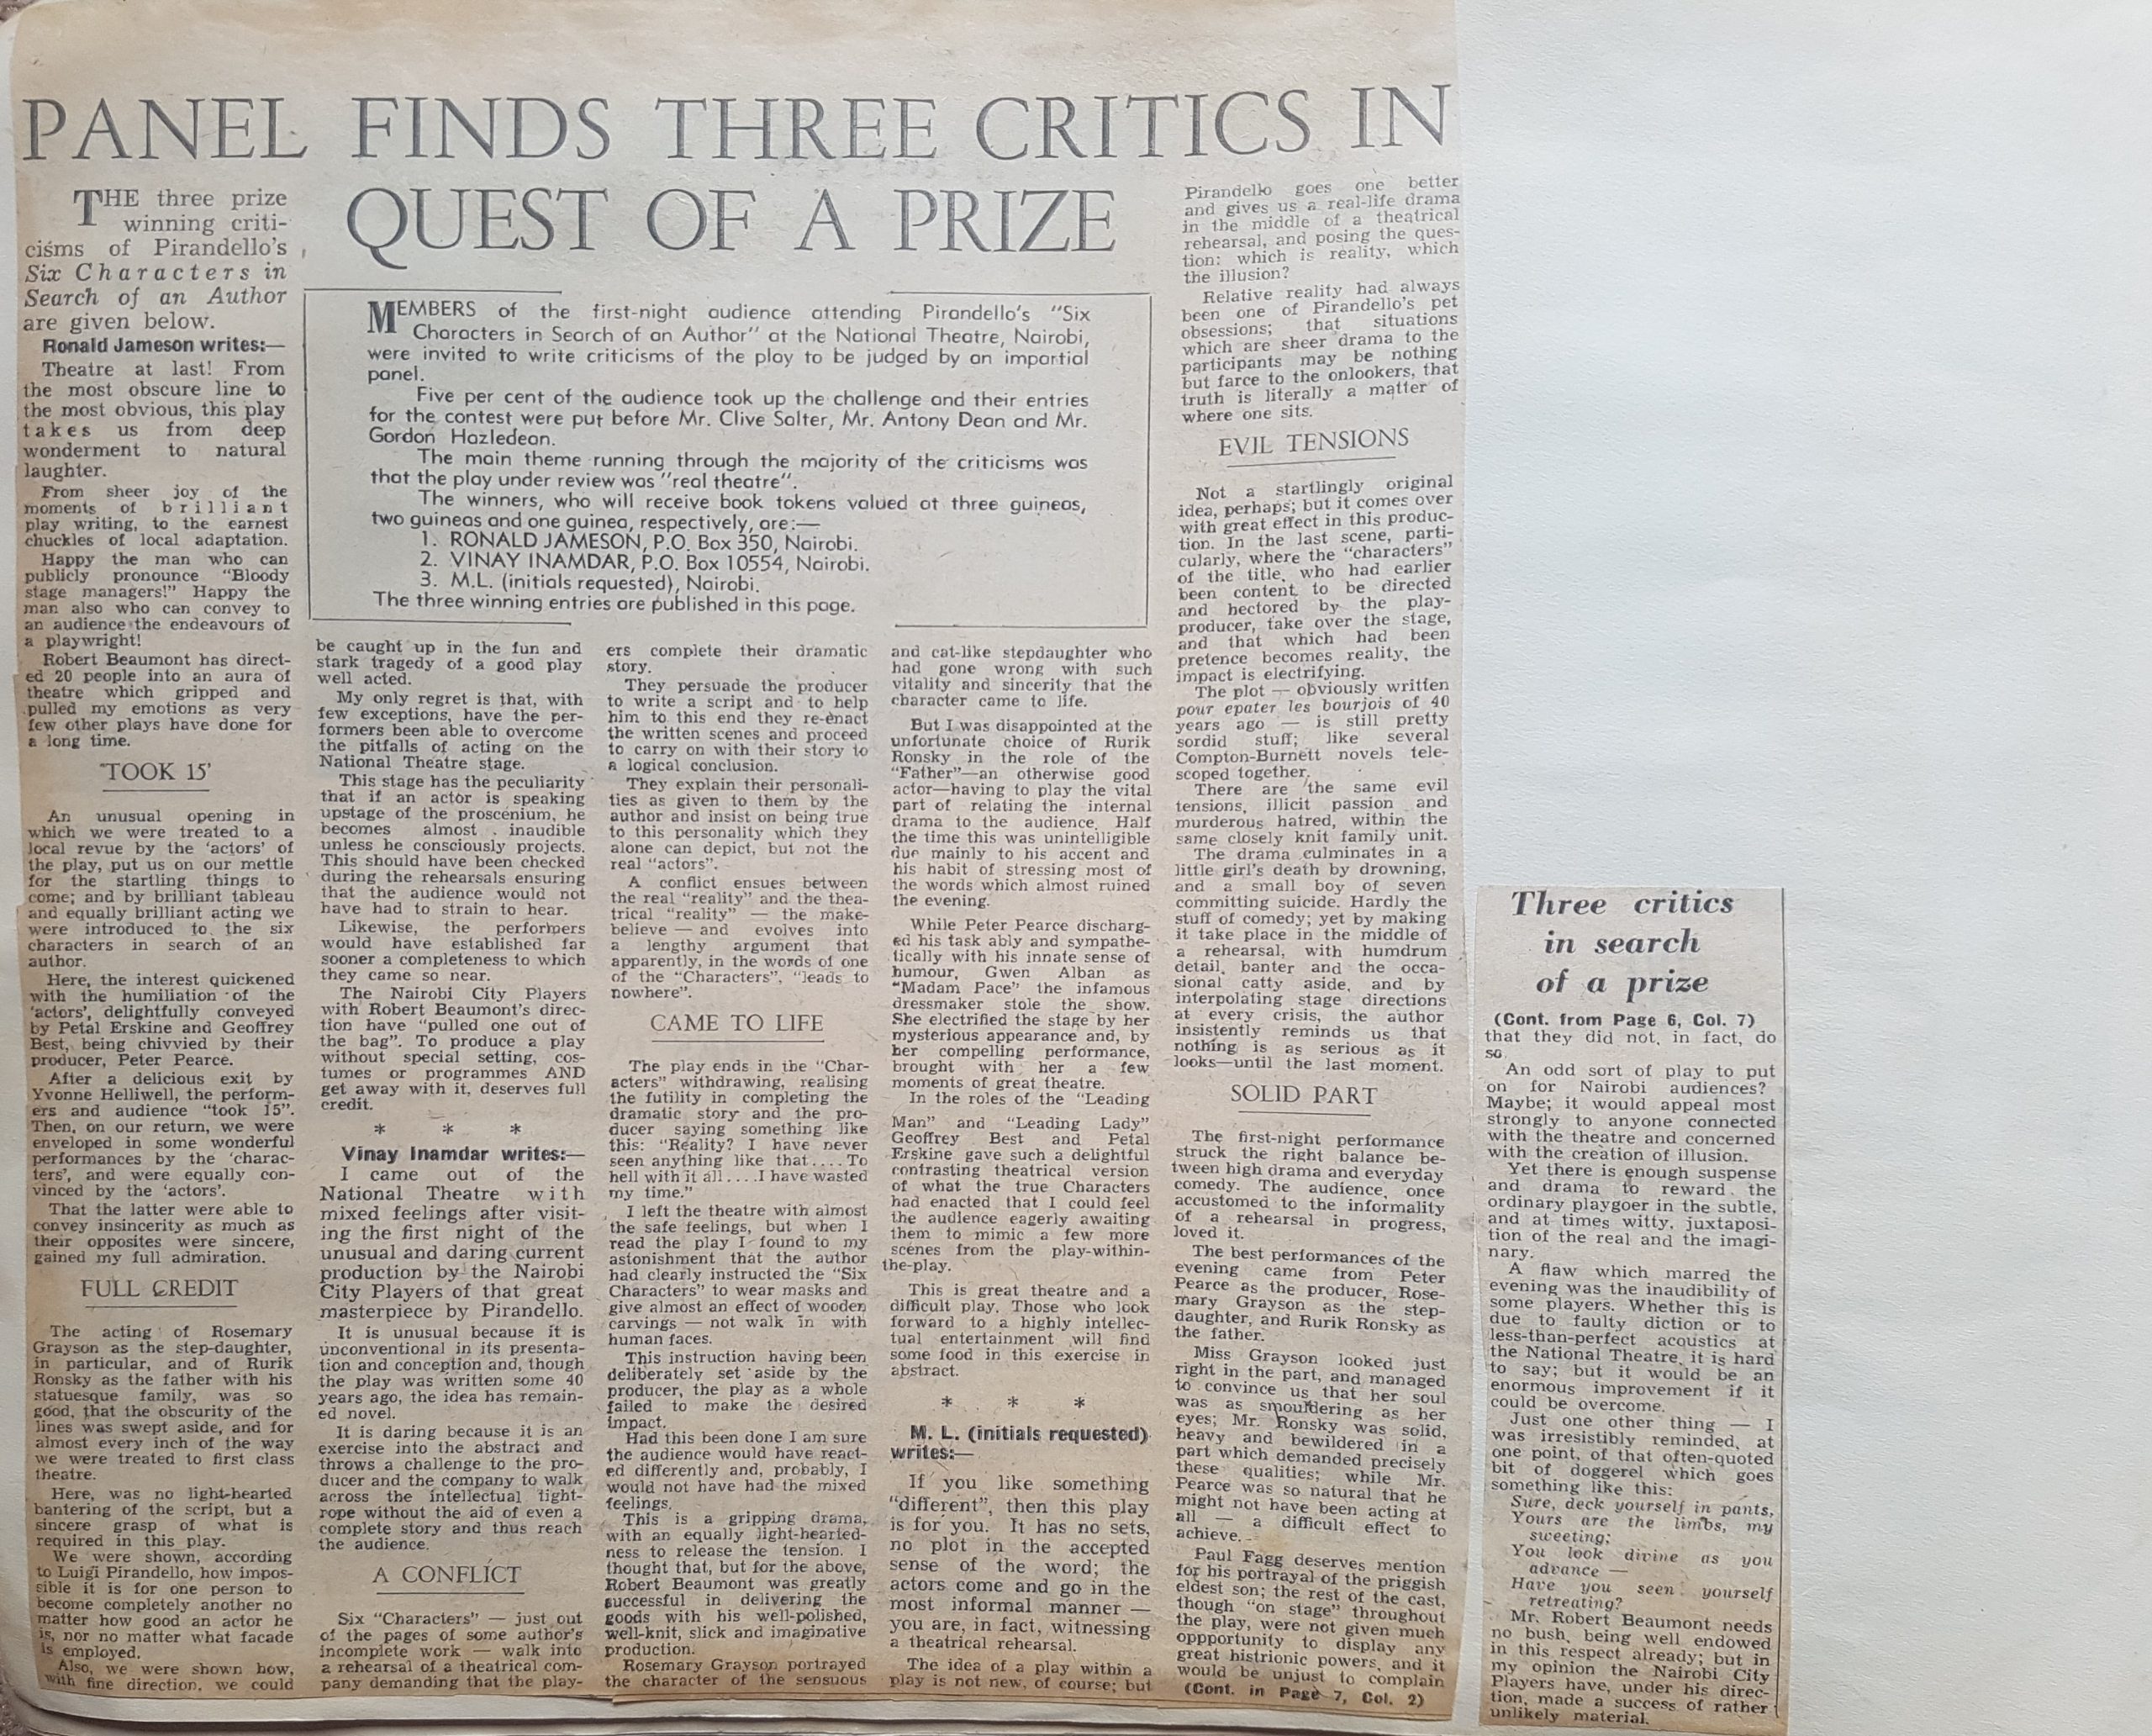 PANEL FINDS THREE CRITICS IN
QUEST OF A PRIZE
THE three prize
winning criti-
cisms of Pirandello's
Six Characters in
Search of an Author
are given below.
Ronald Jameson writes:—
Theatre at last! From
the most obscure line to
the most obvious, this play
takes us from deep
wonderment to natural
laughter.
From sheer joy of the
moments of brilliant
play writing, to the earnest
chuckles of local adaptation.
Happy the man who can
publicly pronounce "Bloody
stage managers!" Happy the
man also who can convey to
an audience the endeavours of
a playwright!
Robert Beaumont has direct-
ed 20 people into an aura of
theatre which gripped and
pulled my emotions as very
few other plays have done for
a long time.
'TOOK 15'
An unusual opening in
which we were treated to a
local revue by the 'actors' of
the play, put us on our mettle
for the startling things to
come; and by brilliant tableau
and equally brilliant acting we
were introduced to the six
characters in search of an
author.
Here, the interest quickened
with the humiliation of the
'actors', delightfully conveyed
by Petal Erskine and Geoffrey
Best, being chivvied by their
producer, Peter Pearce.
After a delicious exit by
Yvonne Helliwell, the perform-
ers and audience "took 15".
Then, on our return, we were
enveloped in some wonderful
performances by the 'charac-
ters', and were equally con-
vinced by the 'actors'.
That the latter were able to
convey insincerity as much as
their opposites were sincere,
gained my full admiration.
FULL CREDIT
The acting of Rosemary
Grayson as the step-daughter,
in particular, and of Rurik
Ronsky as the father with his
statuesque family, was so
good, that the obscurity of the
lines was swept aside, and for
almost every inch of the way
we were treated to first class
theatre.
Here, was no light-hearted
bantering of the script, but a
sincere grasp of what is
required in this play.
We were shown, according
to Luigi Pirandello, how impos-
sible it is for one person to
become completely another no
matter how good an actor he
is, nor no matter what facade
is employed.
Also, we were shown how,
with fine direction, we could
MEMBERS of the first-night audience attending Pirandello's "Six
Characters in Search of an Author" at the National Theatre, Nairobi,
were invited to write criticisms of the play to be judged by an impartial
panel.
Five per cent of the audience took up the challenge and their entries
for the contest were put before Mr. Clive Salter, Mr. Antony Dean and Mr.
Gordon Hazledean.
The main theme running through the majority of the criticisms was
that the play under review was "real theatre".
The winners, who will receive book tokens valued at three guineas,
two guineas and one guinea, respectively, are:—
1. RONALD JAMESON, P.O. Box 350, Nairobi.
2. VINAY INAMDAR, P.O. Box 10554, Nairobi.
3. M.L. (initials requested), Nairobi.
The three winning entries are published in this page.
be caught up in the fun and
stark tragedy of a good play
well acted.
My only regret is that, with
few exceptions, have the per-
formers been able to overcome
the pitfalls of acting on the
National Theatre stage.
This stage has the peculiarity
that if an actor is speaking
upstage of the proscenium, he
becomes almost inaudible
unless he consciously projects.
This should have been checked
during the rehearsals ensuring
that the audience would not
have had to strain to hear.
Likewise, the performers
would have established far
sooner a completeness to which
they came so near.
The Nairobi City Players
with Robert Beaumont's direc-
tion have "pulled one out of
the bag". To produce a play
without special setting, cos-
tumes or programmes AND
get away with it, deserves full
credit.
* * *
Vinay Inamdar writes:—
I came out of the
National Theatre with
mixed feelings after visit-
ing the first night of the
unusual and daring current
production by the Nairobi
City Players of that great
masterpiece by Pirandello.
It is unusual because it is
unconventional in its presenta-
tion and conception and, though
the play was written some 40
years ago, the idea has remain-
ed novel.
It is daring because it is an
exercise into the abstract and
throws a challenge to the pro-
ducer and the company to walk
across the intellectual tight-
rope without the aid of even a
complete story and thus reach
the audience.
A CONFLICT
Six "Characters" — just out
of the pages of some author's
incomplete work — walk into
a rehearsal of a theatrical com-
pany demanding that the play-
ers complete their dramatic
story.
They persuade the producer
to write a script and to help
him to this end they re-enact
the written scenes and proceed
to carry on with their story to
a logical conclusion.
They explain their personali-
ties as given to them by the
author and insist on being true
to this personality which they
alone can depict, but not the
real "actors".
A conflict ensues between
the real "reality" and the thea-
trical "reality" — the make-
believe — and evolves into
a lengthy argument that
apparently, in the words of one
of the "Characters", "leads to
nowhere".
CAME TO LIFE
The play ends in the "Char-
acters" withdrawing, realising
the futility in completing the
dramatic story and the pro-
ducer saying something like
this: "Reality? I have never
seen anything like that....To
hell with it all....I have wasted
my time."
I left the theatre with almost
the safe feelings, but when I
read the play I found to my
astonishment that the author
had clearly instructed the "Six
Characters" to wear masks and
give almost an effect of wooden
carvings — not walk in with
human faces.
This instruction having been
deliberately set aside by the
producer, the play as a whole
failed to make the desired
impact.
Had this been done I am sure
the audience would have react-
ed differently and, probably, I
would not have had the mixed
feelings.
This is a gripping drama,
with an equally light-hearted-
ness to release the tension. I
thought that, but for the above,
Robert Beaumont was greatly
successful in delivering the
goods with his well-polished,
well-knit, slick and imaginative
production.
Rosemary Grayson portrayed
the character of the sensuous
and cat-like stepdaughter who
had gone wrong with such
vitality and sincerity that the
character came to life.
But I was disappointed at the
unfortunate choice of Rurik
Ronsky in the role of the
"Father"—an otherwise good
actor—having to play the vital
part of relating the internal
drama to the audience. Half
the time this was unintelligible
due mainly to his accent and
his habit of stressing most of
the words which almost ruined
the evening.
While Peter Pearce discharg-
ed his task ably and sympathe-
tically with his innate sense of
humour, Gwen Alban as
"Madam Pace" the infamous
dressmaker stole the show.
She electrified the stage by her
mysterious appearance and, by
her compelling performance,
brought with her a few
moments of great theatre.
In the roles of the "Leading
Man" and "Leading Lady"
Geoffrey Best and Petal
Erskine gave such a delightful
contrasting theatrical version
of what the true Characters
had enacted that I could feel
the audience eagerly awaiting
them to mimic a few more
scenes from the play-within-
the-play.
This is great theatre and a
difficult play. Those who look
forward to a highly intellec-
tual entertainment will find
some food in this exercise in
abstract.
* * *
M. L. (initials requested)
writes:—
If you like something
"different", then this play
is for you. It has no sets,
no plot in the accepted
sense of the word; the
actors come and go in the
most informal manner —
you are, in fact, witnessing
a theatrical rehearsal.
The idea of a play within a
play is not new, of course; but
Pirandello goes one better
and gives us a real-life drama
in the middle of a theatrical
rehearsal, and posing the ques-
tion: which is reality, which
the illusion?
Relative reality had always
been one of Pirandello's pet
obsessions; that situations
which are sheer drama to the
participants may be nothing
but farce to the onlookers, that
truth is literally a matter of
where one sits.
EVIL TENSIONS
Not a startlingly original
idea, perhaps; but it comes over
with great effect in this produc-
tion. In the last scene, parti-
cularly, where the "characters"
of the title, who had earlier
been content to be directed
and hectored by the play-
producer, take over the stage,
and that which had been
pretence becomes reality, the
impact is electrifying.
The plot — obviously written
pour epater les bourjois of 40
years ago — is still pretty
sordid stuff; like several
Compton-Burnett novels tele-
scoped together.
There are the same evil
tensions, illicit passion and
murderous hatred, within the
same closely knit family unit.
The drama culminates in a
little girl's death by drowning,
and a small boy of seven
committing suicide. Hardly the
stuff of comedy; yet by making
it take place in the middle of
a rehearsal, with humdrum
detail, banter and the occa-
sional catty aside, and by
interpolating stage directions
at every crisis, the author
insistently reminds us that
nothing is as serious as it
looks—until the last moment.
SOLID PART
The first-night performance
struck the right balance be-
tween high drama and everyday
comedy. The audience, once
accustomed to the informality
of a rehearsal in progress,
loved it.
The best performances of the
evening came from Peter
Pearce as the producer, Rose-
mary Grayson as the step-
daughter, and Rurik Ronsky as
the father.
Miss Grayson looked just
right in the part, and managed
to convince us that her soul
was as smouldering as her
eyes; Mr. Ronsky was solid,
heavy and bewildered in a
part which demanded precisely
these qualities; while Mr.
Pearce was so natural that he
might not have been acting at
all — a difficult effect to
achieve.
Paul Fagg deserves mention
for his portrayal of the priggish
eldest son; the rest of the cast,
though "on stage" throughout
the play, were not given much
oppportunity to display any
great histrionic powers, and it
would be unjust to complain
(Cont. in Page 7, Col. 2)
Three critics
in search
of a prize
(Cont. from Page 6, Col. 7)
that they did not, in fact, do
so.
An odd sort of play to put
on for Nairobi audiences?
Maybe; it would appeal most
strongly to anyone connected
with the theatre and concerned
with the creation of illusion.
Yet there is enough suspense
and drama to reward the
ordinary playgoer in the subtle,
and at times witty, juxtaposi-
tion of the real and the imagi-
nary.
A flaw which marred the
evening was the inaudibility of
some players. Whether this is
due to faulty diction or to
less-than-perfect acoustics at
the National Theatre, it is hard
to say; but it would be an
enormous improvement if it
could be overcome.
Just one other thing — I
was irresistibly reminded, at
one point, of that often-quoted
bit of doggerel which goes
something like this:
Sure, deck yourself in pants,
Yours are the limbs, my
sweeting;
You look divine as you
advance —
Have you seen yourself
retreating?
Mr. Robert Beaumont needs
no bush, being well endowed
in this respect already; but in
my opinion the Nairobi City
Players have, under his direc-
tion, made a success of rather
unlikely material.